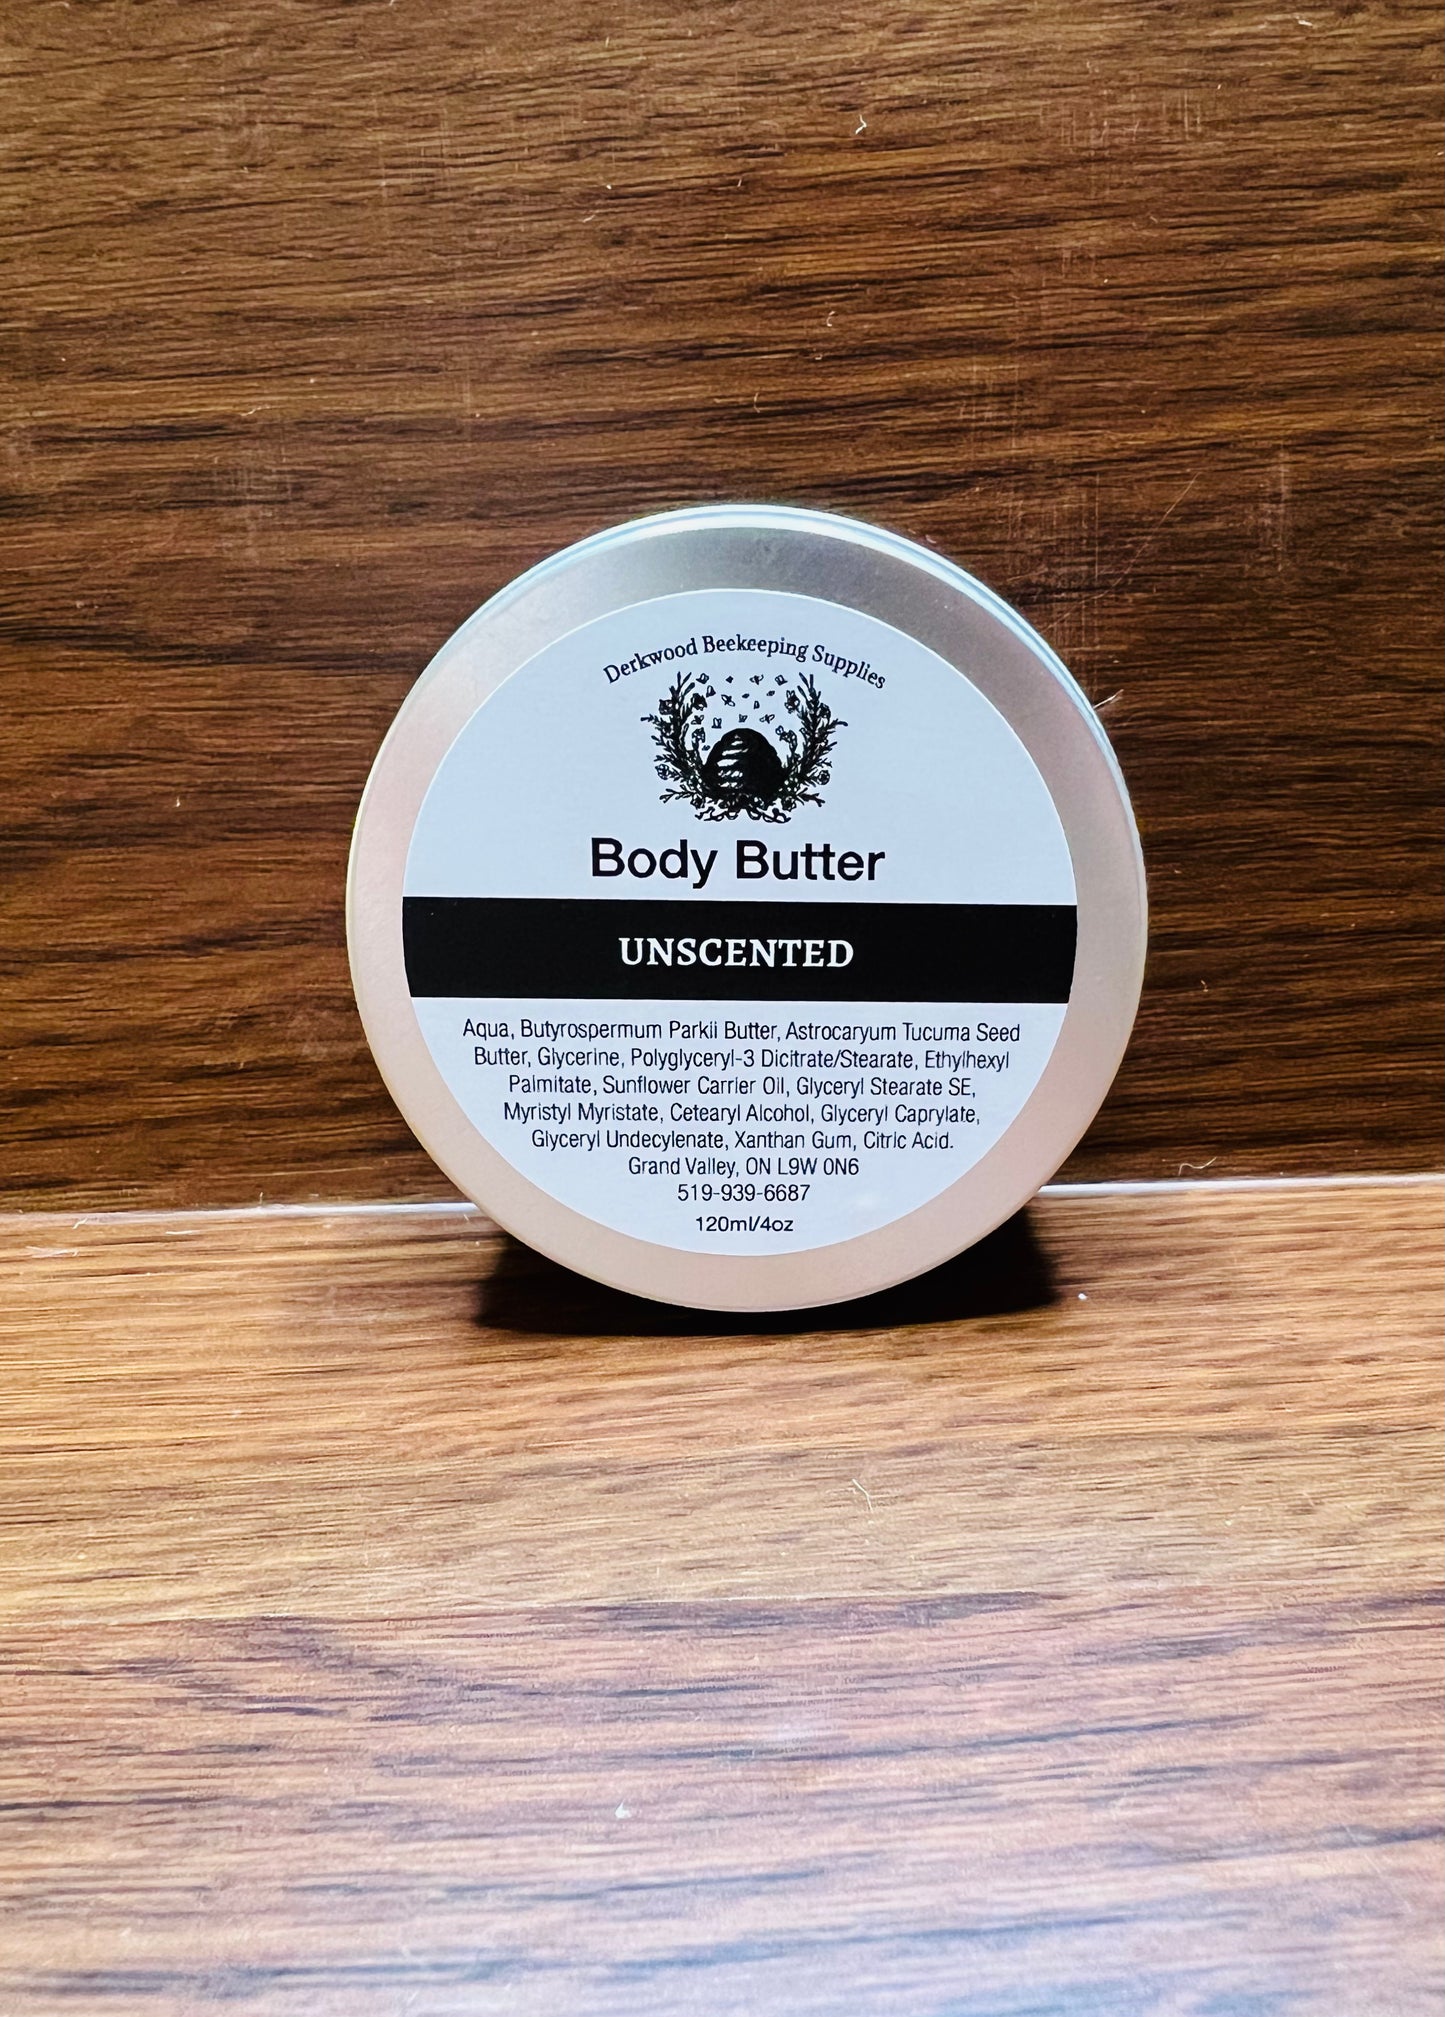 Derkwood Beekeeping Supplies
Body Butter
UNSCENTED
Aqua, Butyrospermum Parkii Butter, Astrocaryum Tucuma Seed
Butter, Glycerine, Polyglyceryl-3 Dicitrate/Stearate, Ethylhexyl
Palmitate, Sunflower Carrier Oil, Glyceryl Stearate SE,
Myristyl Myristate, Cetearyl Alcohol, Glyceryl Caprylate,
Glyceryl Undecylenate, Xanthan Gum, Citric Acid.
Grand Valley, ON L9W 0N6
519-939-6687
120ml/4oz